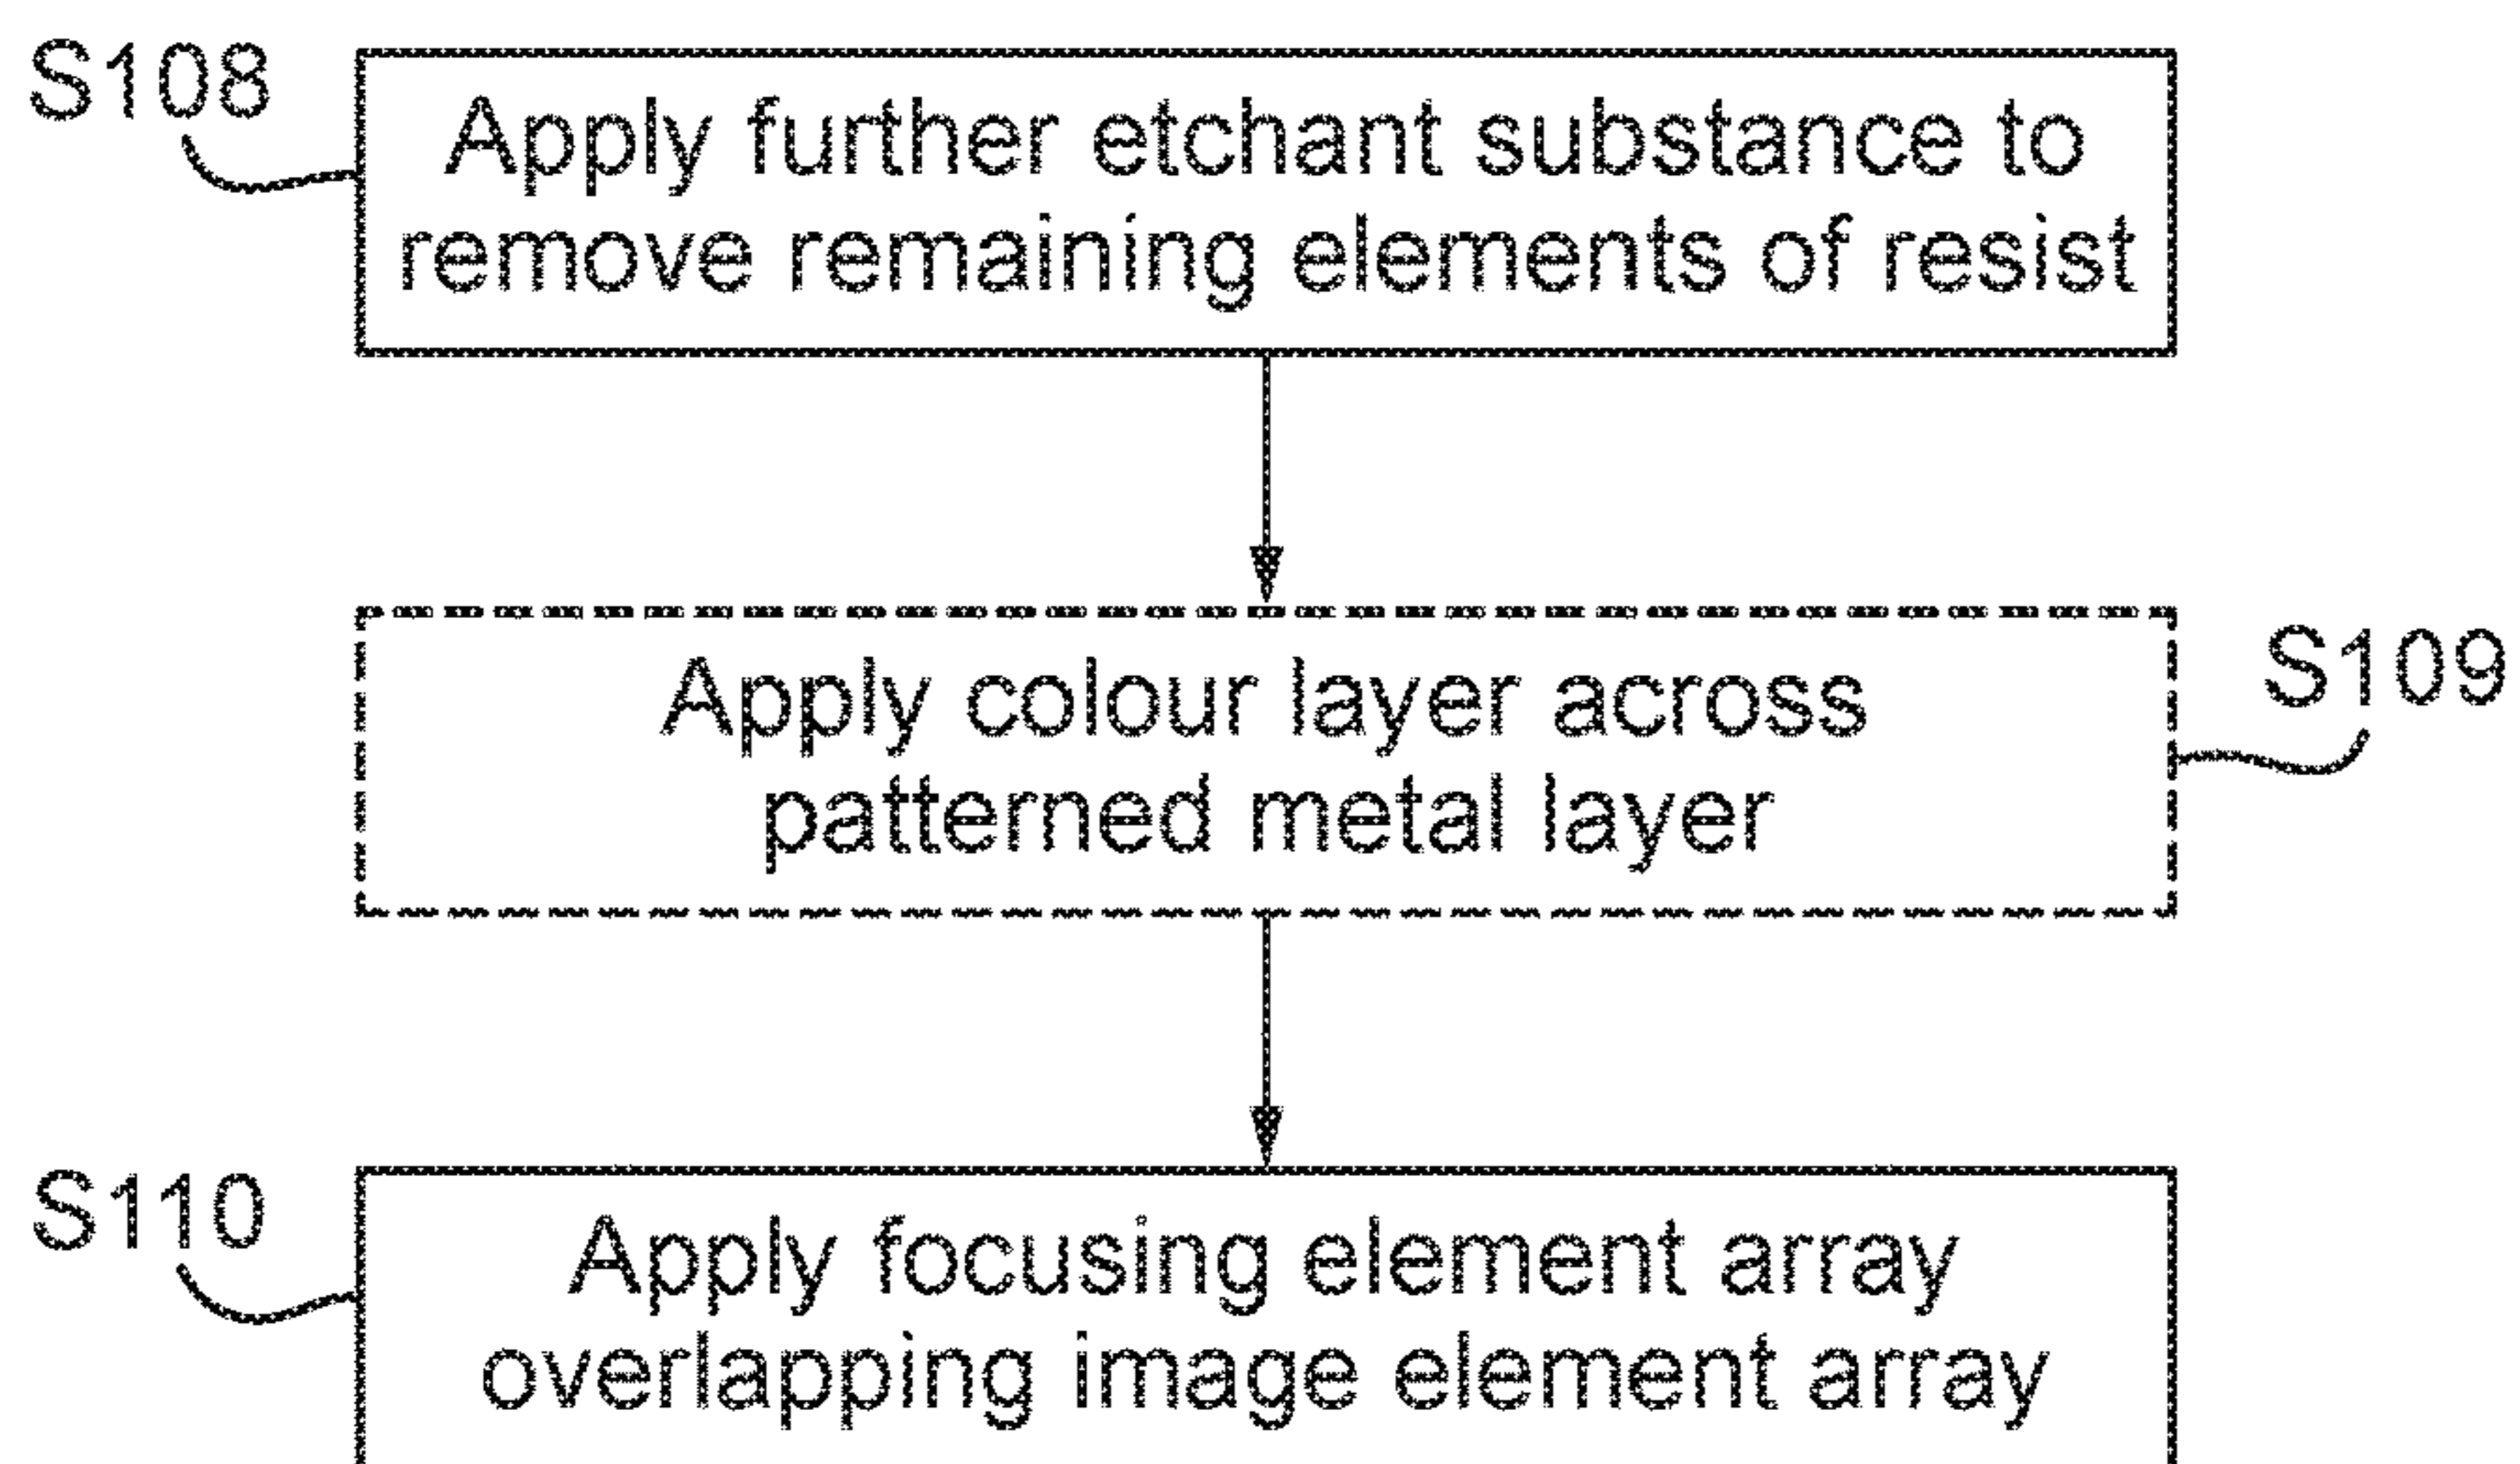 S108
Apply further etchant substance to
remove remaining elements of resist
Apply colour layer across
patterned metal layer
S109
S110
Apply focusing element array
overlapping image element array